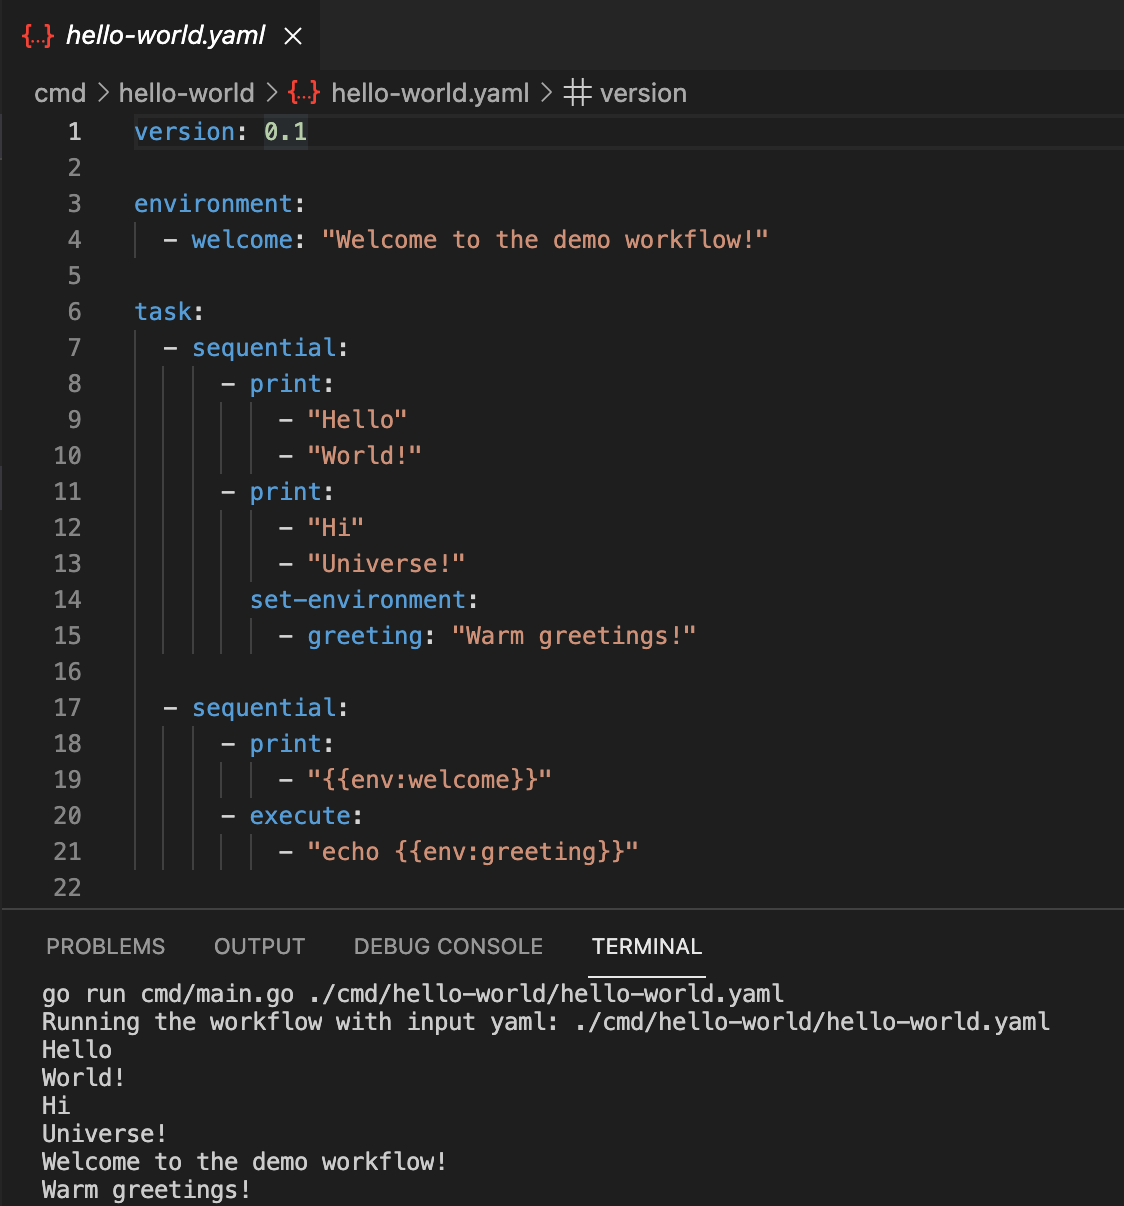 {...} hello-world.yaml ×
cmd > hello-world > {...} hello-world.yaml > # version
1 version: 0.1
2
3 environment:
4   - welcome: "Welcome to the demo workflow!"
5
6 task:
7   - sequential:
8       - print:
9           - "Hello"
10           - "World!"
11       - print:
12           - "Hi"
13           - "Universe!"
14         set-environment:
15           - greeting: "Warm greetings!"
16
17   - sequential:
18       - print:
19           - "{{env:welcome}}"
20       - execute:
21           - "echo {{env:greeting}}"
22
PROBLEMS OUTPUT DEBUG CONSOLE TERMINAL
go run cmd/main.go ./cmd/hello-world/hello-world.yaml
Running the workflow with input yaml: ./cmd/hello-world/hello-world.yaml
Hello
World!
Hi
Universe!
Welcome to the demo workflow!
Warm greetings!